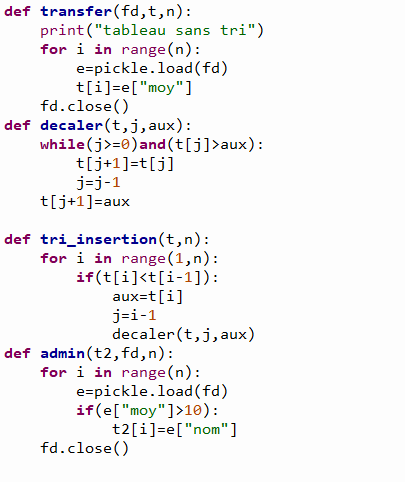 def transfer(fd,t,n):
    print("tableau sans tri")
    for i in range(n):
        e=pickle.load(fd)
        t[i]=e["moy"]
    fd.close()
def decaler(t,j,aux):
    while(j>=0)and(t[j]>aux):
        t[j+1]=t[j]
        j=j-1
    t[j+1]=aux

def tri_insertion(t,n):
    for i in range(1,n):
        if(t[i]<t[i-1]):
            aux=t[i]
            j=i-1
            decaler(t,j,aux)
def admin(t2,fd,n):
    for i in range(n):
        e=pickle.load(fd)
        if(e["moy"]>10):
            t2[i]=e["nom"]
    fd.close()